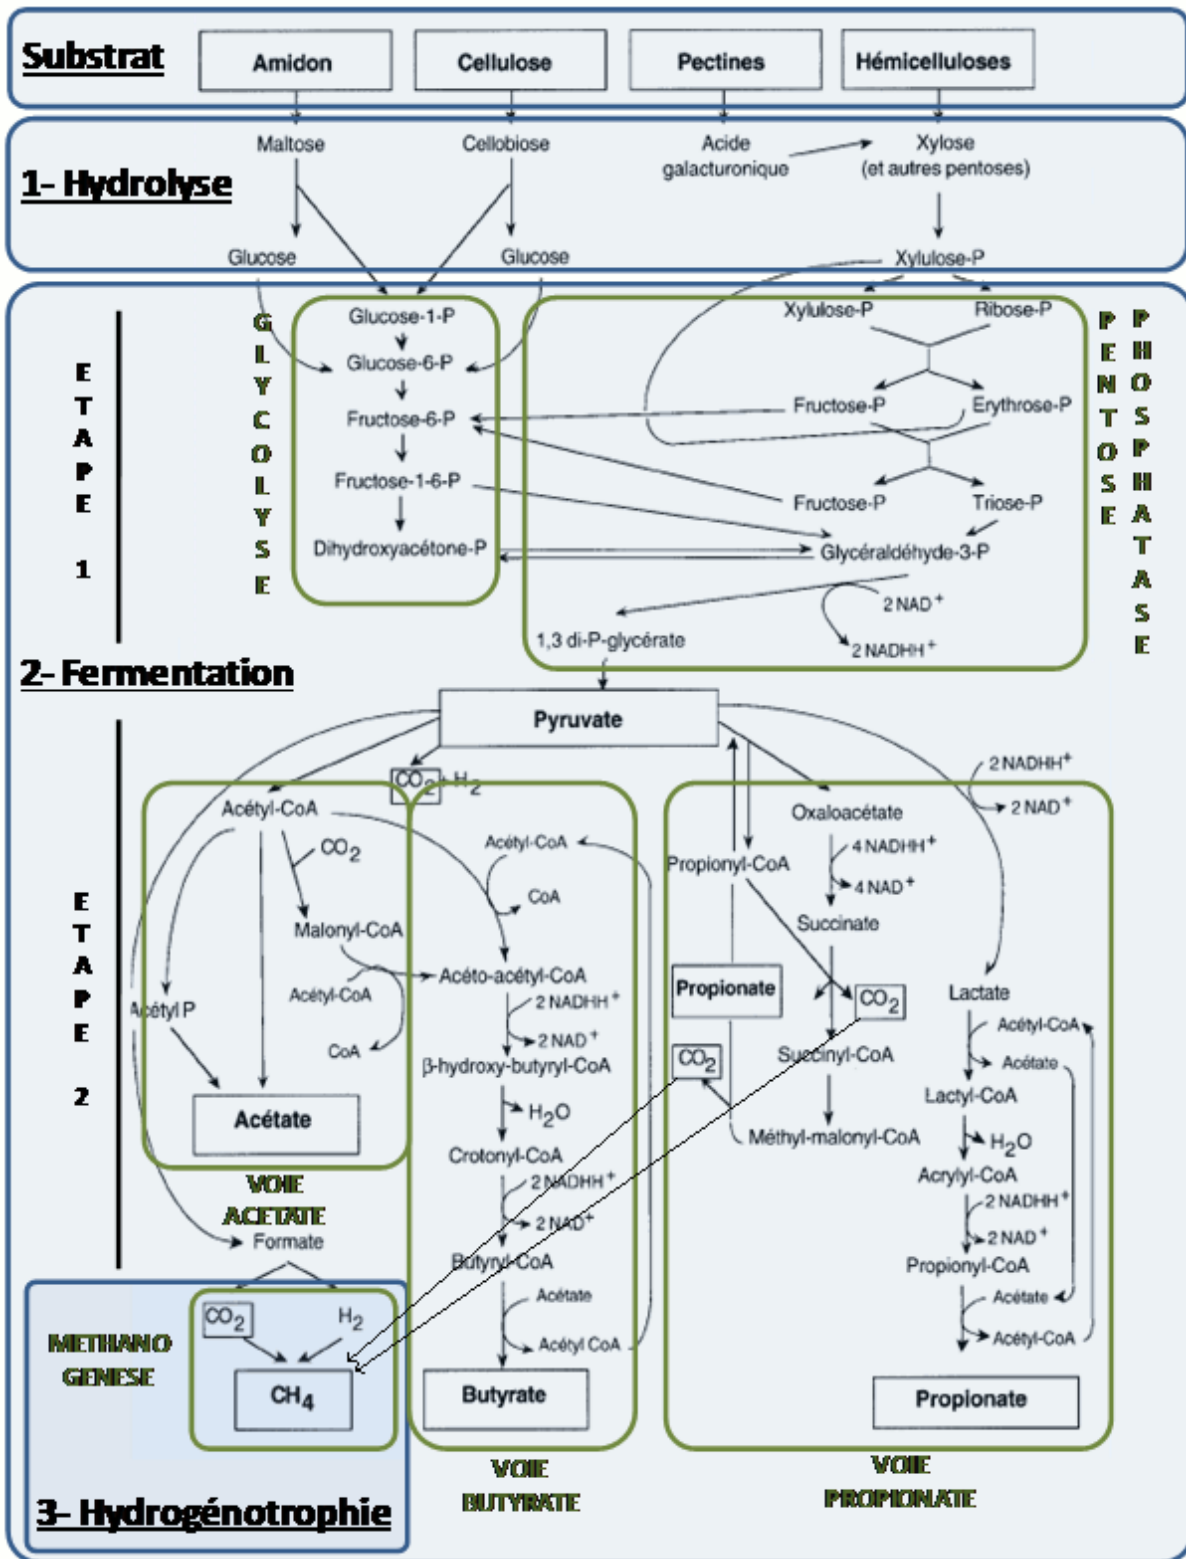 Substrat
Amidon
Cellulose
Pectines
Hémicelluloses
1- Hydrolyse
Maltose
Cellobiose
Acide
galacturonique
Xylose
(et autres pentoses)
Glucose
Glucose
Xylulose-P
ETAPE 1
GLYCOLYSE
Glucose-1-P
Glucose-6-P
Fructose-6-P
Fructose-1-6-P
Dihydroxyacétone-P
Xylulose-P
Ribose-P
Fructose-P
Erythrose-P
Fructose-P
Triose-P
Glycéraldéhyde-3-P
2 NAD+
2 NADHH+
1,3 di-P-glycérate
PENTOSE
PHOSPHATASE
2- Fermentation
Pyruvate
ETAPE 2
CO2+H2
Acétyl-CoA
CO2
Malonyl-CoA
Acétyl-CoA
CoA
Acétyl P
Acétate
VOIE
ACETATE
Formate
Acétyl-CoA
CoA
Acéto-acétyl-CoA
2 NADHH+
2 NAD+
β-hydroxy-butyryl-CoA
H2O
Crotonyl-CoA
2 NADHH+
2 NAD+
Butyryl-CoA
Acétate
Acétyl CoA
Butyrate
VOIE
BUTYRATE
2 NADHH+
2 NAD+
Oxaloacétate
4 NADHH+
4 NAD+
Propionyl-CoA
Succinate
Propionate
CO2
CO2
Succinyl-CoA
Méthyl-malonyl-CoA
Lactate
Acétyl-CoA
Acétate
Lactyl-CoA
H2O
Acrylyl-CoA
2 NADHH+
2 NAD+
Propionyl-CoA
Acétate
Acétyl-CoA
Propionate
VOIE
PROPIONATE
METHANO
GENESE
CO2
H2
CH4
3- Hydrogénotrophie